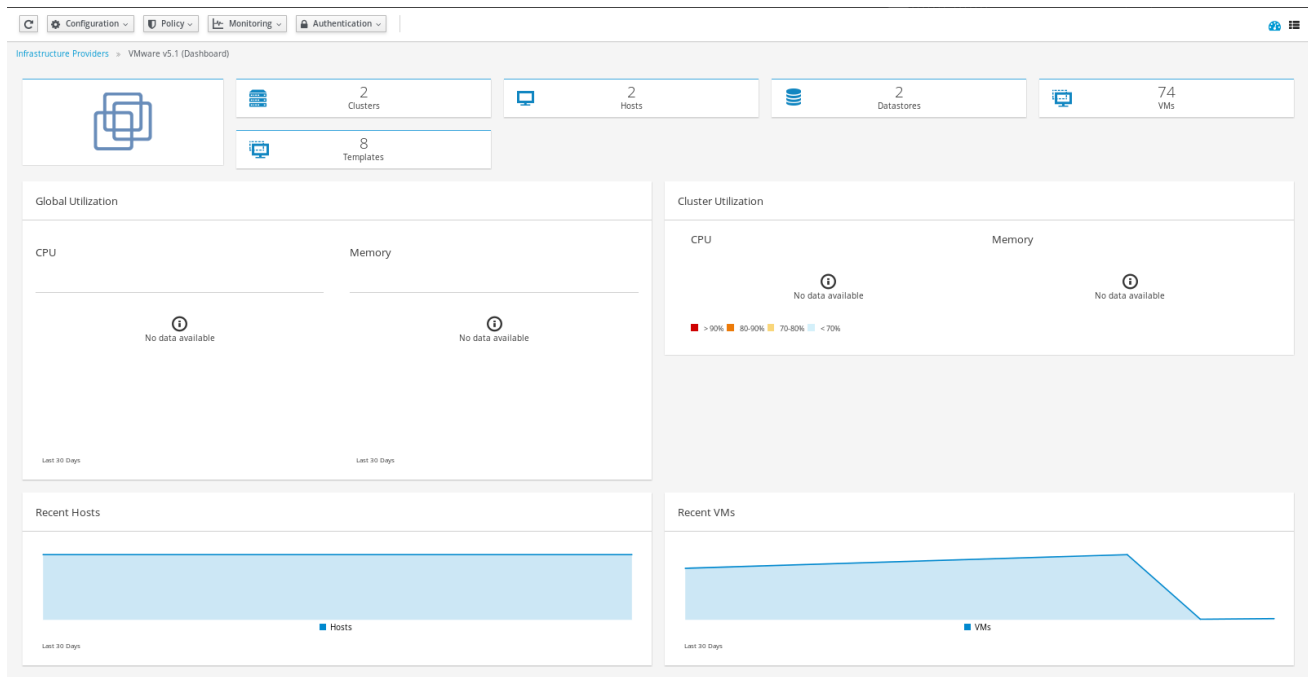 Configuration Policy Monitoring Authentication
Infrastructure Providers » VMware v5.1 (Dashboard)
2
Clusters
2
Hosts
2
Datastores
74
VMs
8
Templates
Global Utilization
CPU
Memory
No data available
No data available
Last 30 Days
Last 30 Days
Cluster Utilization
CPU
Memory
No data available
No data available
> 90% 80-90% 70-80% < 70%
Recent Hosts
Hosts
Last 30 Days
Recent VMs
VMs
Last 30 Days